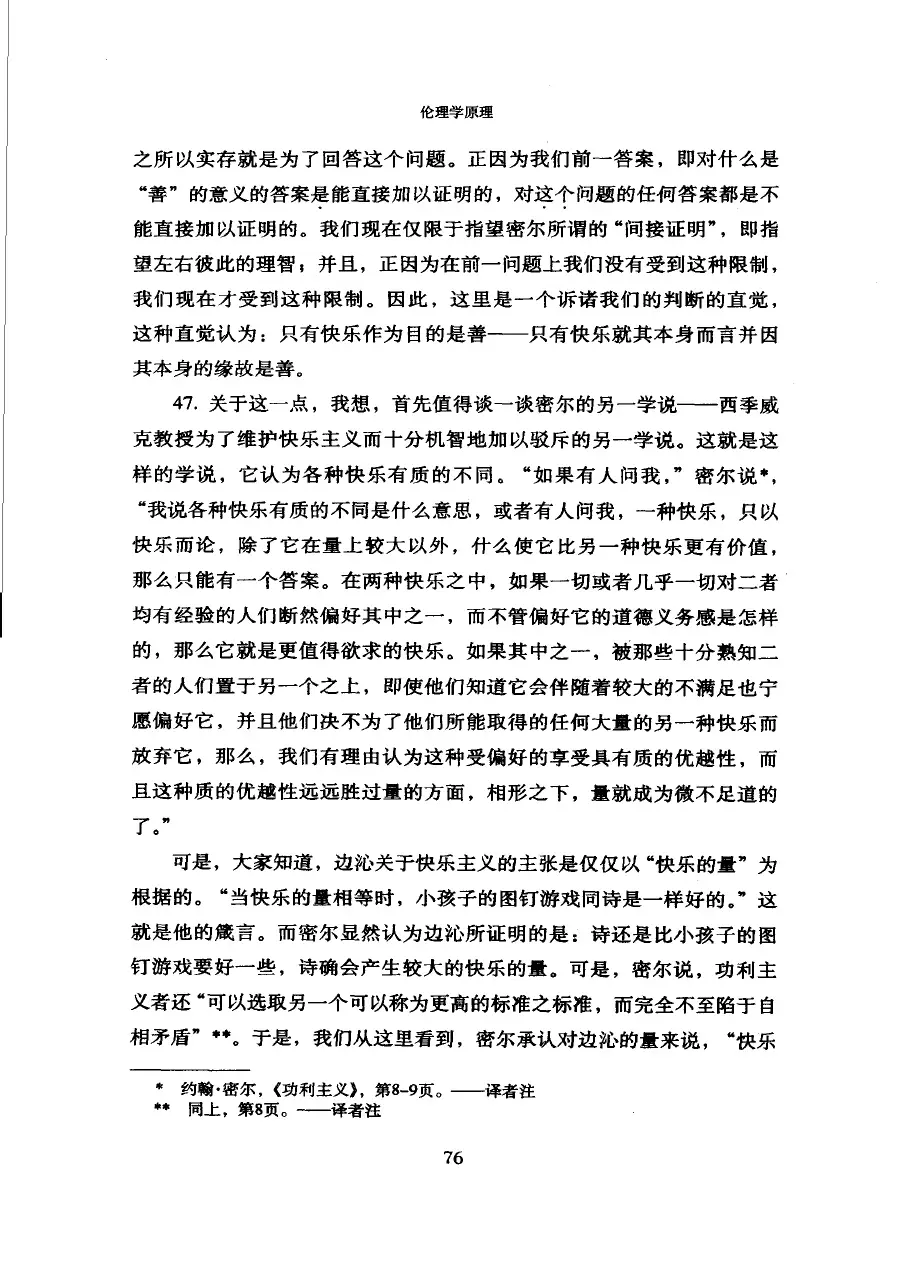 伦理学原理
之所以实存就是为了回答这个问题。正因为我们前一答案，即对什么是
“善”的意义的答案是能直接加以证明的，对这个问题的任何答案都是不
能直接加以证明的。我们现在仅限于指望密尔所谓的“间接证明”，即指
望左右彼此的理智；并且，正因为在前一问题上我们没有受到这种限制，
我们现在才受到这种限制。因此，这里是一个诉诸我们的判断的直觉，
这种直觉认为：只有快乐作为目的是善——只有快乐就其本身而言并因
其本身的缘故是善。
47. 关于这一点，我想，首先值得谈一谈密尔的另一学说——西季威
克教授为了维护快乐主义而十分机智地加以驳斥的另一学说。这就是这
样的学说，它认为各种快乐有质的不同。“如果有人问我，”密尔说*，
“我说各种快乐有质的不同是什么意思，或者有人问我，一种快乐，只以
快乐而论，除了它在量上较大以外，什么使它比另一种快乐更有价值，
那么只能有一个答案。在两种快乐之中，如果一切或者几乎一切对二者
均有经验的人们断然偏好其中之一，而不管偏好它的道德义务感是怎样
的，那么它就是更值得欲求的快乐。如果其中之一，被那些十分熟知二
者的人们置于另一个之上，即使他们知道它会伴随着较大的不满足也宁
愿偏好它，并且他们决不为了他们所能取得的任何大量的另一种快乐而
放弃它，那么，我们有理由认为这种受偏好的享受具有质的优越性，而
且这种质的优越性远远胜过量的方面，相形之下，量就成为微不足道的
了。”
可是，大家知道，边沁关于快乐主义的主张是仅仅以“快乐的量”为
根据的。“当快乐的量相等时，小孩子的图钉游戏同诗是一样好的。”这
就是他的箴言。而密尔显然认为边沁所证明的是：诗还是比小孩子的图
钉游戏要好一些，诗确会产生较大的快乐的量。可是，密尔说，功利主
义者还“可以选取另一个可以称为更高的标准之标准，而完全不至陷于自
相矛盾”**。于是，我们从这里看到，密尔承认对边沁的量来说，“快乐
* 约翰·密尔，《功利主义》，第8-9页。——译者注
** 同上，第8页。——译者注
76